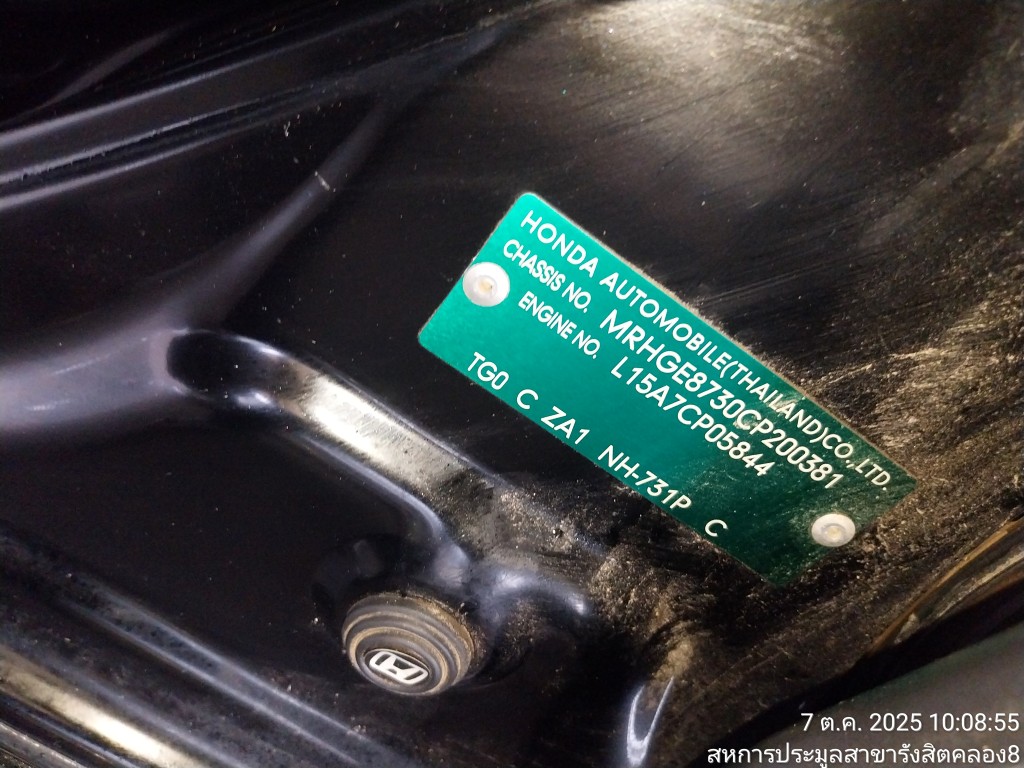 HONDA AUTOMOBILE(THAILAND)CO.,LTD.
CHASSIS NO. MRHGE8730CP200381
ENGINE NO. L15A7CP05844
TG0 C ZA1 NH-731P C
7 ต.ค. 2025 10:08:55
สหการประมูลสาขารังสิตคลอง8